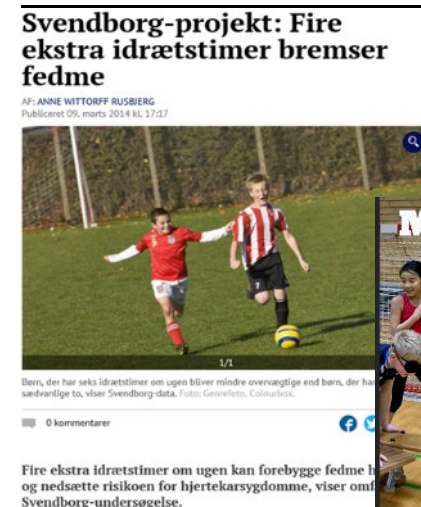 Svendborg-projekt: Fire
ekstra idrætstimer bremser
fedme
AF: ANNE WITTORFF RUSBJERG
Publiceret 09. marts 2014 kl. 17:17
1/1
Børn, der har seks idrætstimer om ugen bliver mindre overvægtige end børn, der har
sædvanlige to, viser Svendborg-data. Foto: Genrefoto. Colourbox.
0 kommentarer
Fire ekstra idrætstimer om ugen kan forebygge fedme
og nedsætte risikoen for hjertekarsygdomme, viser
Svendborg-undersøgelse.